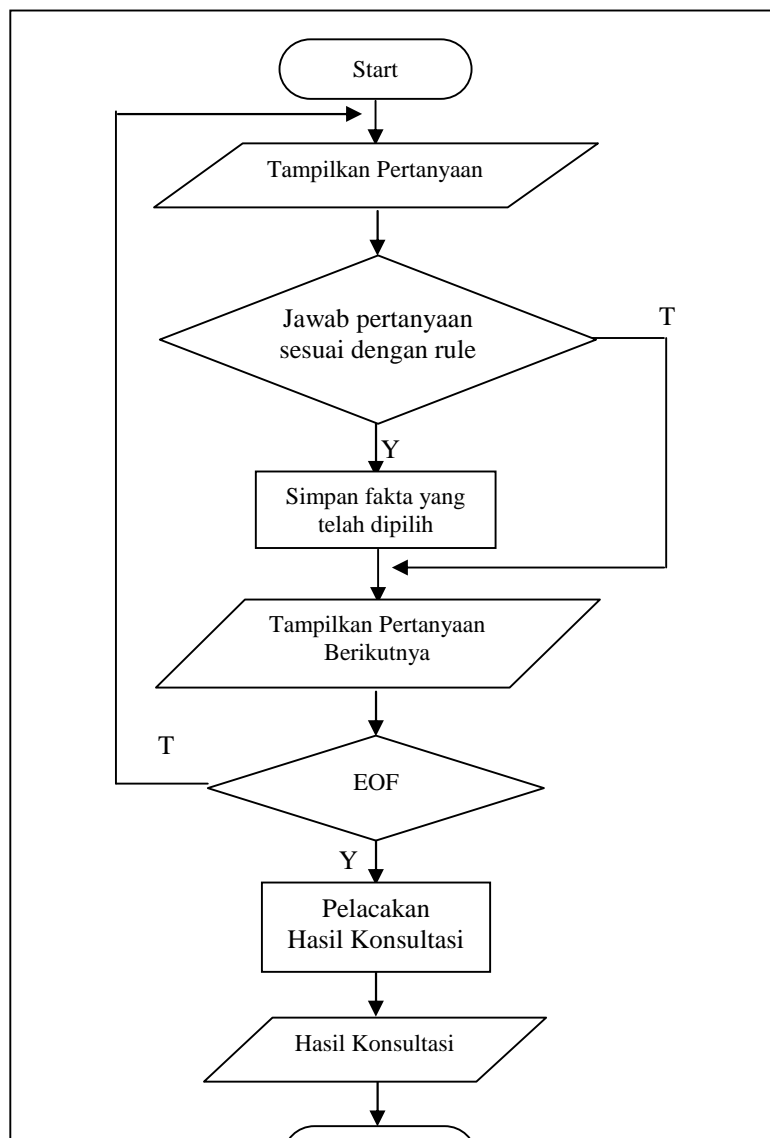 Start
Tampilkan Pertanyaan
Jawab pertanyaan
sesuai dengan rule
T
Y
Simpan fakta yang
telah dipilih
Tampilkan Pertanyaan
Berikutnya
T
EOF
Y
Pelacakan
Hasil Konsultasi
Hasil Konsultasi